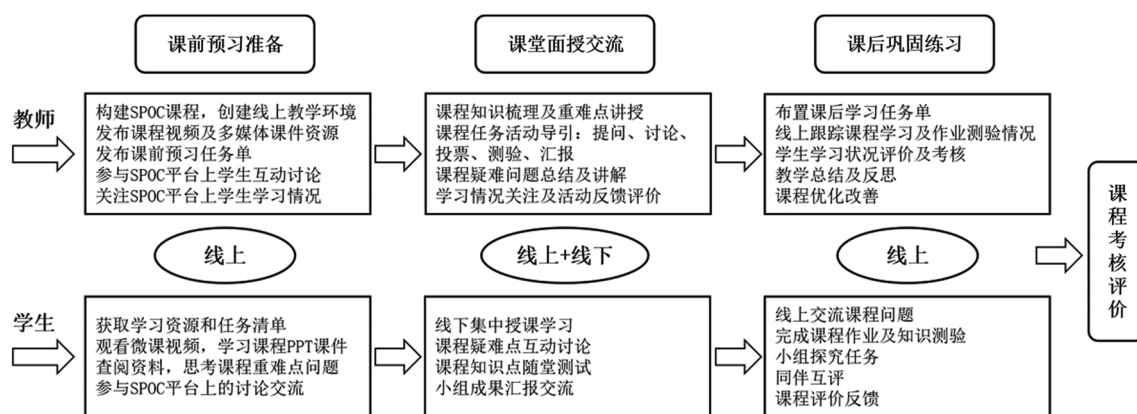 课前预习准备
课堂面授交流
课后巩固练习
教师
构建SPOC课程，创建线上教学环境
发布课程视频及多媒体课件资源
发布课前预习任务单
参与SPOC平台上学生互动讨论
关注SPOC平台上学生学习情况
课程知识梳理及重难点讲授
课程任务活动导引：提问、讨论、
投票、测验、汇报
课程疑难问题总结及讲解
学习情况关注及活动反馈评价
布置课后学习任务单
线上跟踪课程学习及作业测验情况
学生学习状况评价及考核
教学总结及反思
课程优化改善
线上
线上+线下
线上
课程考核评价
学生
获取学习资源和任务清单
观看微课视频，学习课程PPT课件
查阅资料，思考课程重难点问题
参与SPOC平台上的讨论交流
线下集中授课学习
课程疑难点互动讨论
课程知识点随堂测试
小组成果汇报交流
线上交流课程问题
完成课程作业及知识测验
小组探究任务
同伴互评
课程评价反馈